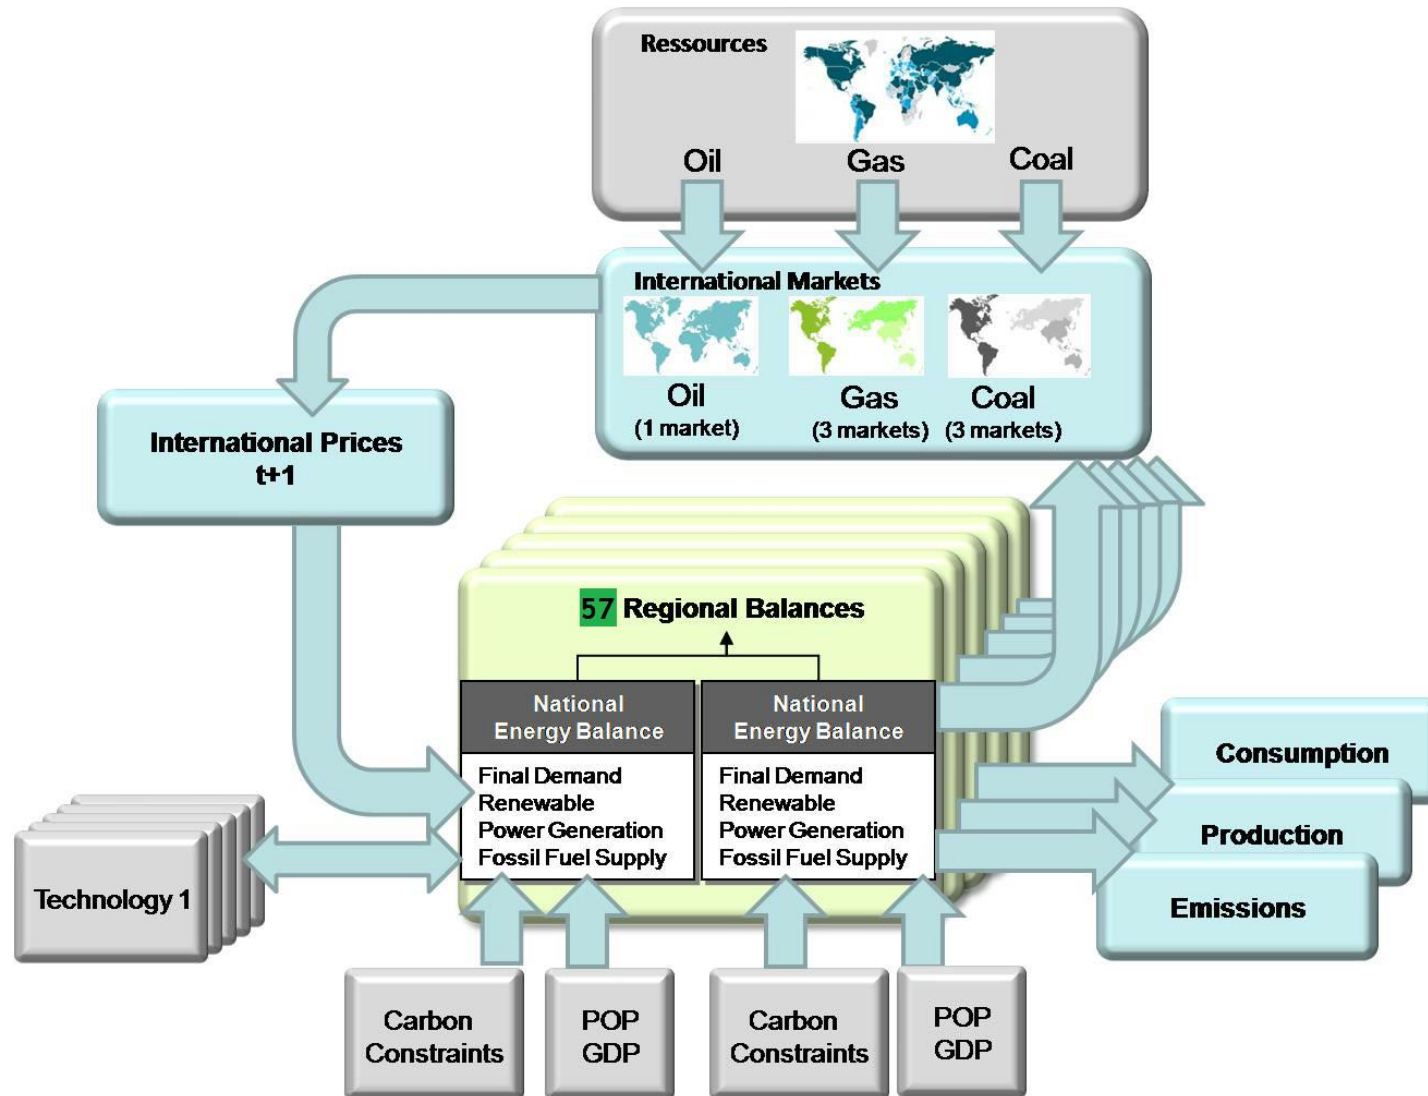 Ressources
Oil
Gas
Coal
International Markets
Oil
(1 market)
Gas
(3 markets)
Coal
(3 markets)
International Prices
t+1
57 Regional Balances
National
Energy Balance
Final Demand
Renewable
Power Generation
Fossil Fuel Supply
National
Energy Balance
Final Demand
Renewable
Power Generation
Fossil Fuel Supply
Consumption
Production
Emissions
Technology 1
Carbon
Constraints
POP
GDP
Carbon
Constraints
POP
GDP